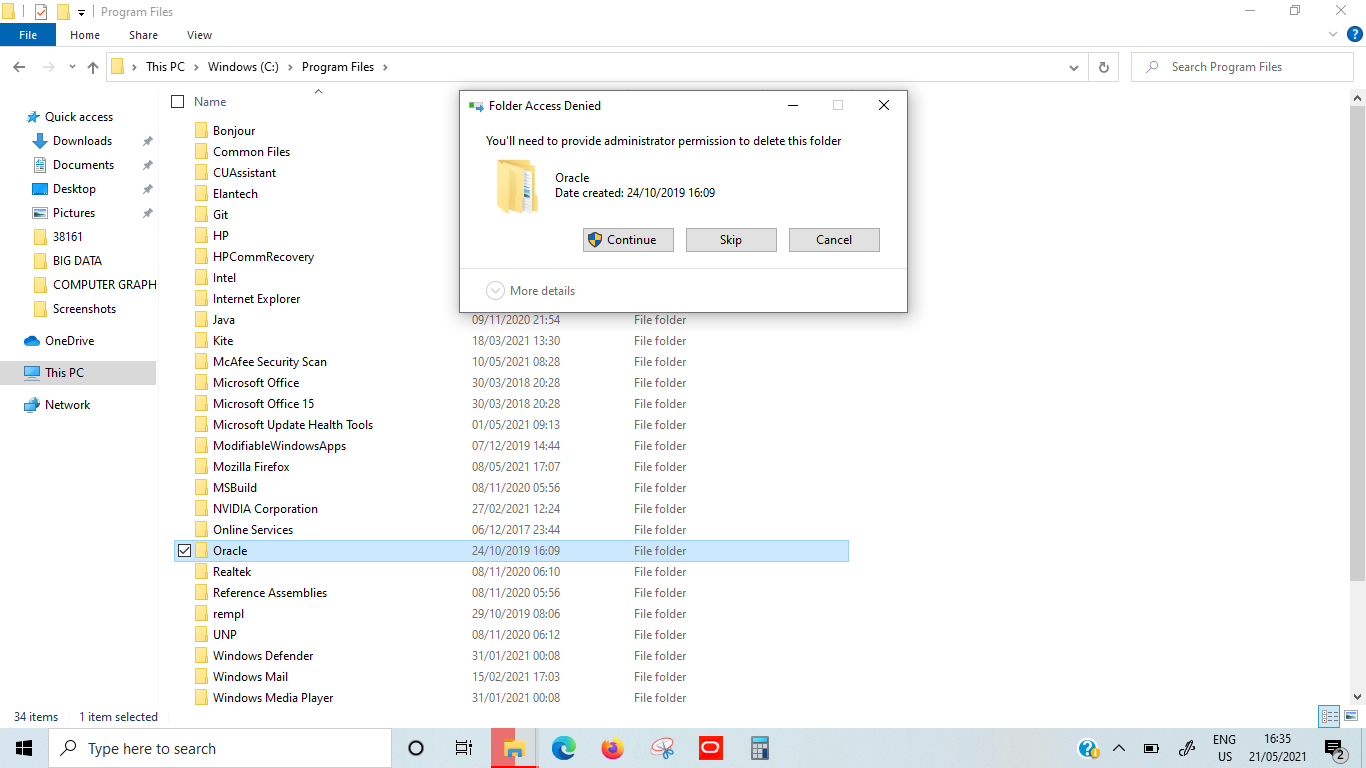 Program Files
File Home Share View
This PC Windows (C:) Program Files
Search Program Files
Quick access
Downloads
Documents
Desktop
Pictures
38161
BIG DATA
COMPUTER GRAPH
Screenshots
OneDrive
This PC
Network
Name
Bonjour
Common Files
CUAssistant
Elantech
Git
HP
HPCommRecovery
Intel
Internet Explorer
Java 09/11/2020 21:54 File folder
Kite 18/03/2021 13:30 File folder
McAfee Security Scan 10/05/2021 08:28 File folder
Microsoft Office 30/03/2018 20:28 File folder
Microsoft Office 15 30/03/2018 20:28 File folder
Microsoft Update Health Tools 01/05/2021 09:13 File folder
ModifiableWindowsApps 07/12/2019 14:44 File folder
Mozilla Firefox 08/05/2021 17:07 File folder
MSBuild 08/11/2020 05:56 File folder
NVIDIA Corporation 27/02/2021 12:24 File folder
Online Services 06/12/2017 23:44 File folder
Oracle 24/10/2019 16:09 File folder
Realtek 08/11/2020 06:10 File folder
Reference Assemblies 08/11/2020 05:56 File folder
rempl 29/10/2019 08:06 File folder
UNP 08/11/2020 06:12 File folder
Windows Defender 31/01/2021 00:08 File folder
Windows Mail 15/02/2021 17:03 File folder
Windows Media Player 31/01/2021 00:08 File folder
Folder Access Denied
You'll need to provide administrator permission to delete this folder
Oracle
Date created: 24/10/2019 16:09
Continue Skip Cancel
More details
34 items 1 item selected
Type here to search
ENG
US
16:35
21/05/2021
2